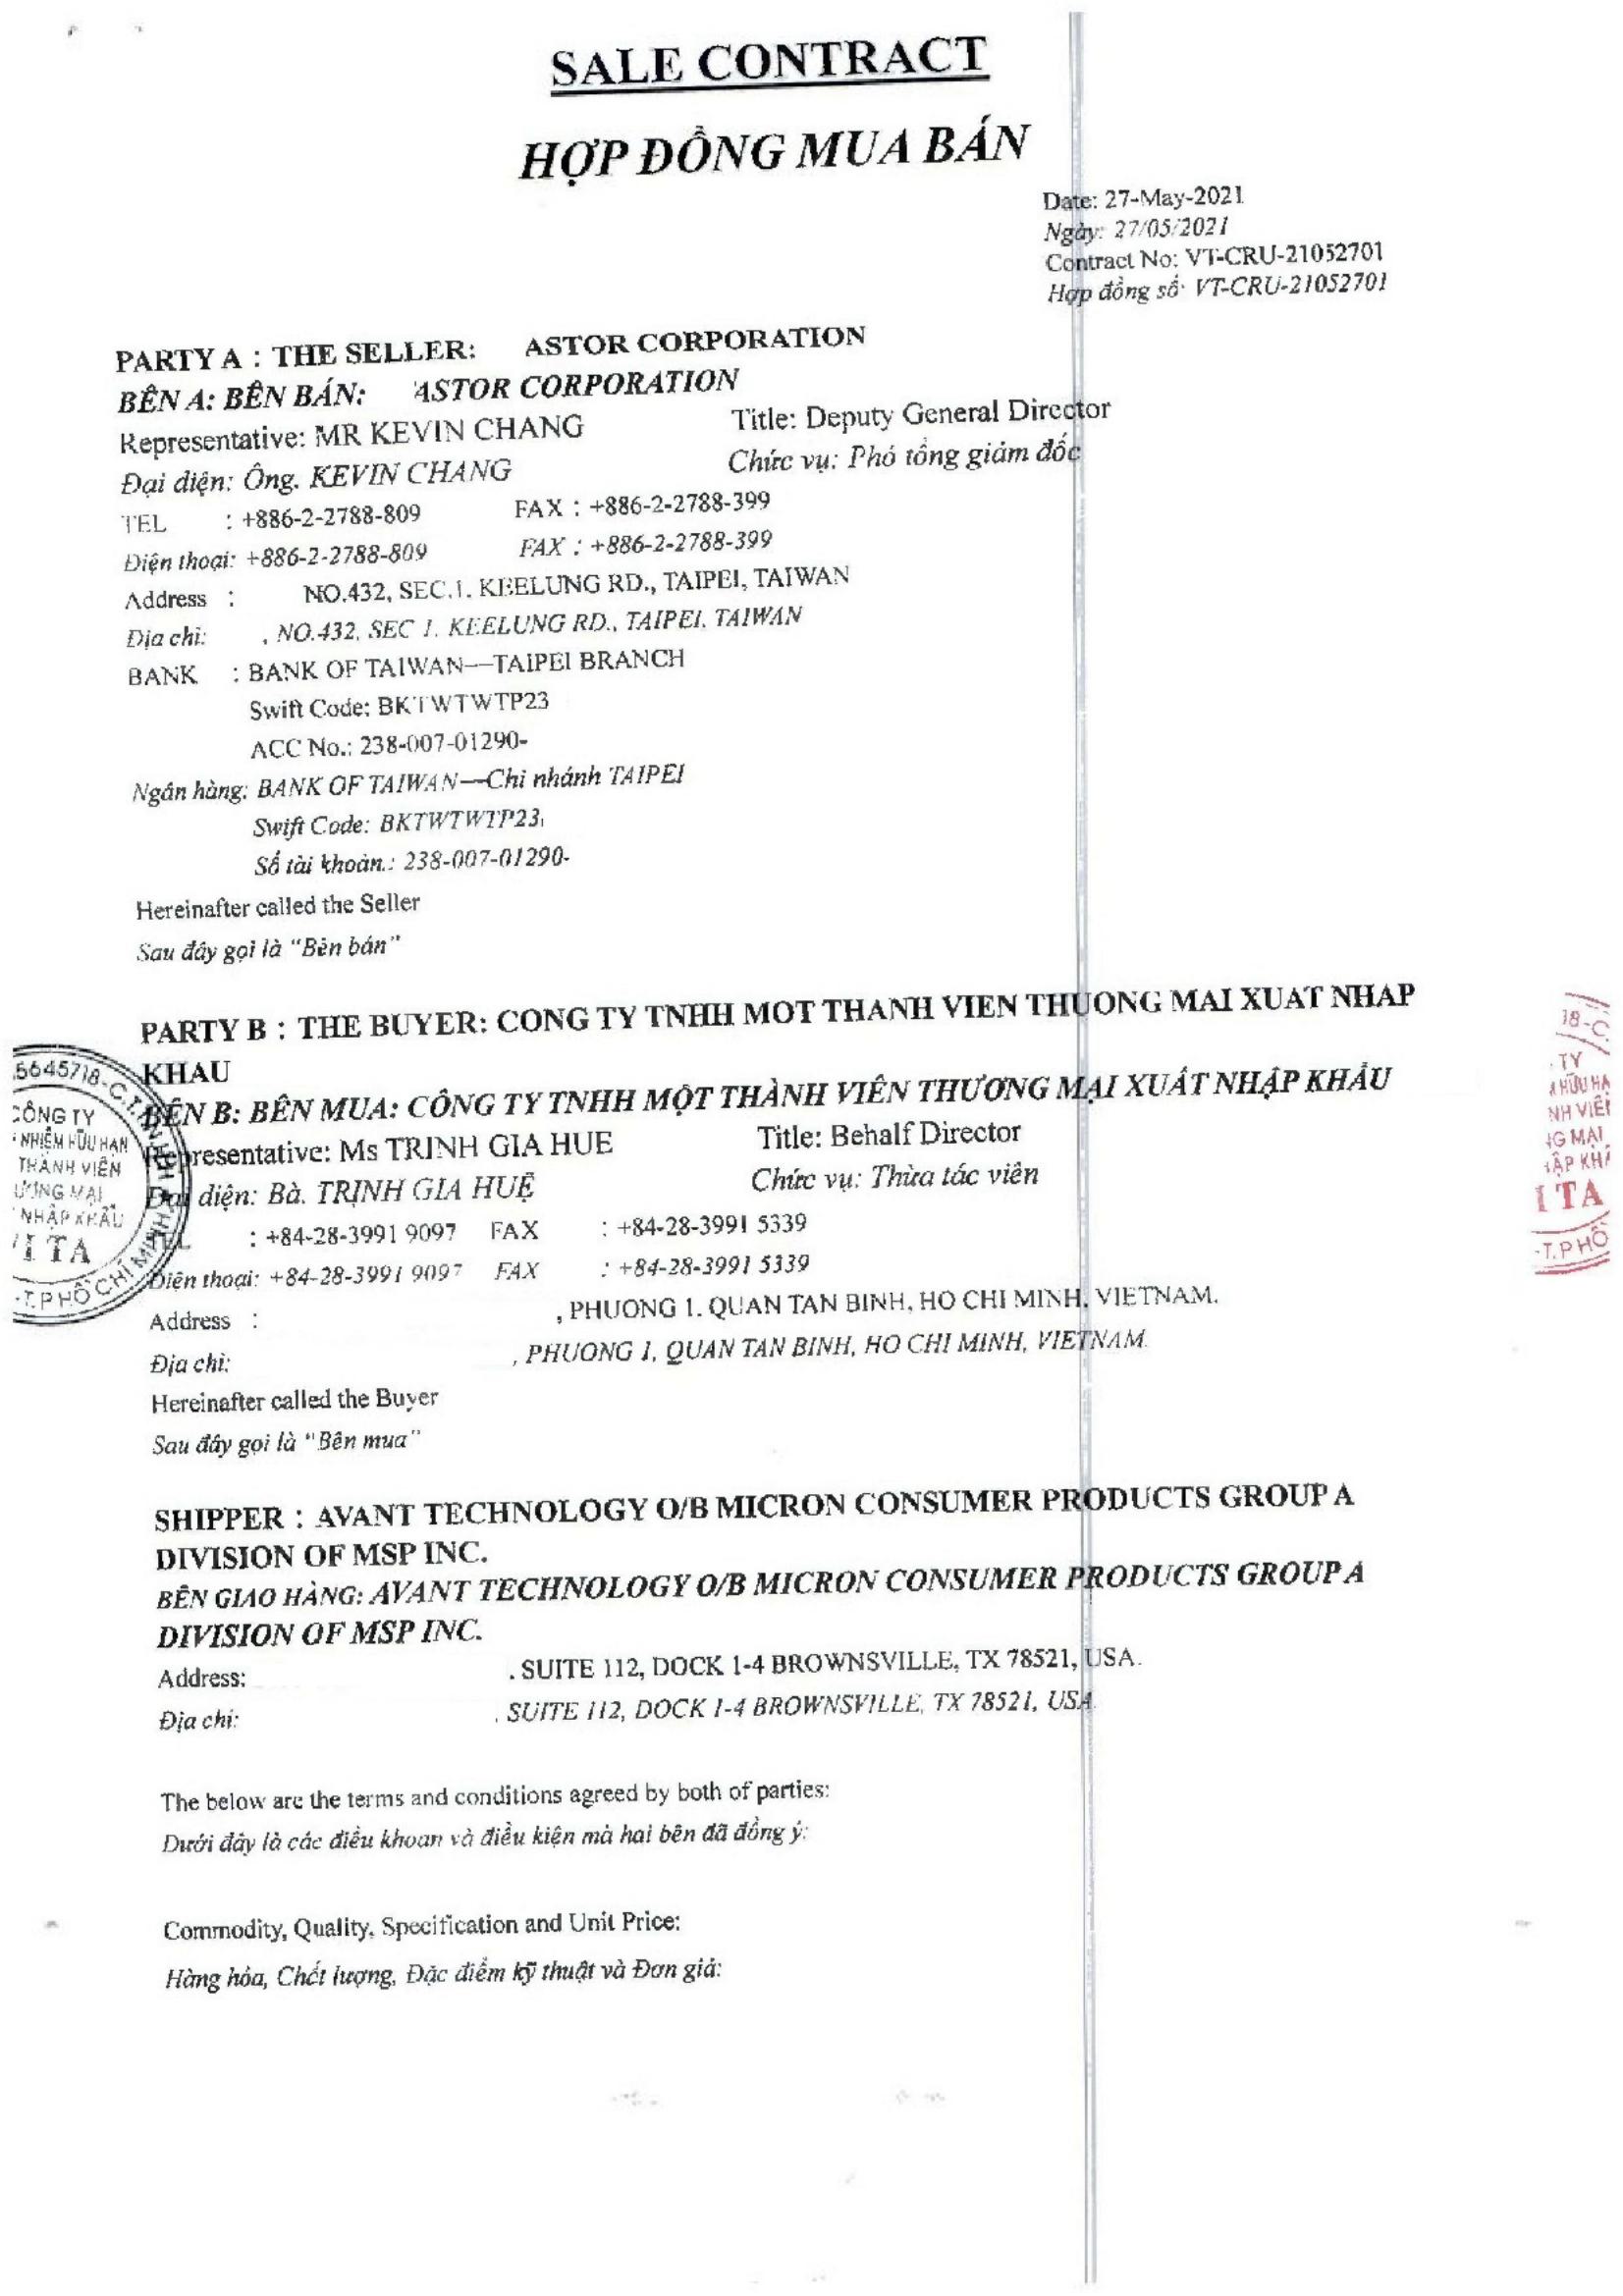 SALE CONTRACT
HỢP ĐỒNG MUA BÁN
Date: 27-May-2021
Ngày: 27/05/2021
Contract No: VT-CRU-21052701
Hợp đồng số: VT-CRU-21052701
PARTY A : THE SELLER: ASTOR CORPORATION
BÊN A: BÊN BÁN: ASTOR CORPORATION
Representative: MR KEVIN CHANG Title: Deputy General Director
Đại diện: Ông. KEVIN CHANG Chức vụ: Phó tổng giám đốc
TEL : +886-2-2788-809 FAX : +886-2-2788-399
Điện thoại: +886-2-2788-809 FAX : +886-2-2788-399
Address : NO.432, SEC.1. KEELUNG RD., TAIPEI, TAIWAN
Địa chỉ: , NO.432, SEC 1. KEELUNG RD., TAIPEI, TAIWAN
BANK : BANK OF TAIWAN—TAIPEI BRANCH
Swift Code: BKTWTWTP23
ACC No.: 238-007-01290-
Ngân hàng: BANK OF TAIWAN—Chi nhánh TAIPEI
Swift Code: BKTWTWTP23
Số tài khoản.: 238-007-01290-
Hereinafter called the Seller
Sau đây gọi là "Bên bán"
PARTY B : THE BUYER: CONG TY TNHH MOT THANH VIEN THUONG MAI XUAT NHAP
KHAU
BÊN B: BÊN MUA: CÔNG TY TNHH MỘT THÀNH VIÊN THƯƠNG MẠI XUẤT NHẬP KHẨU
Representative: Ms TRINH GIA HUE Title: Behalf Director
Đại diện: Bà. TRỊNH GIA HUỆ Chức vụ: Thừa tác viên
TEL : +84-28-3991 9097 FAX : +84-28-3991 5339
Điện thoại: +84-28-3991 9097 FAX : +84-28-3991 5339
Address : , PHUONG 1. QUAN TAN BINH, HO CHI MINH, VIETNAM.
Địa chỉ: , PHUONG 1, QUAN TAN BINH, HO CHI MINH, VIETNAM.
Hereinafter called the Buyer
Sau đây gọi là "Bên mua"
SHIPPER : AVANT TECHNOLOGY O/B MICRON CONSUMER PRODUCTS GROUP A
DIVISION OF MSP INC.
BÊN GIAO HÀNG: AVANT TECHNOLOGY O/B MICRON CONSUMER PRODUCTS GROUP A
DIVISION OF MSP INC.
Address: . SUITE 112, DOCK 1-4 BROWNSVILLE, TX 78521, USA.
Địa chỉ: . SUITE 112, DOCK 1-4 BROWNSVILLE, TX 78521, USA
The below are the terms and conditions agreed by both of parties:
Dưới đây là các điều khoan và điều kiện mà hai bên đã đồng ý:
Commodity, Quality, Specification and Unit Price:
Hàng hóa, Chất lượng, Đặc điểm kỹ thuật và Đơn giá:
5645718-C.T.
CÔNG TY
NHIỆM HỮU HẠN
THÀNH VIÊN
ƯƠNG MẠI
NHẬP KHẨU
VITA
T.P HỒ CHÍ MINH
18-C
TY
HỮU HẠ
NH VIÊ
NG MẠI
ẬP KH
ITA
-T.P HỒ